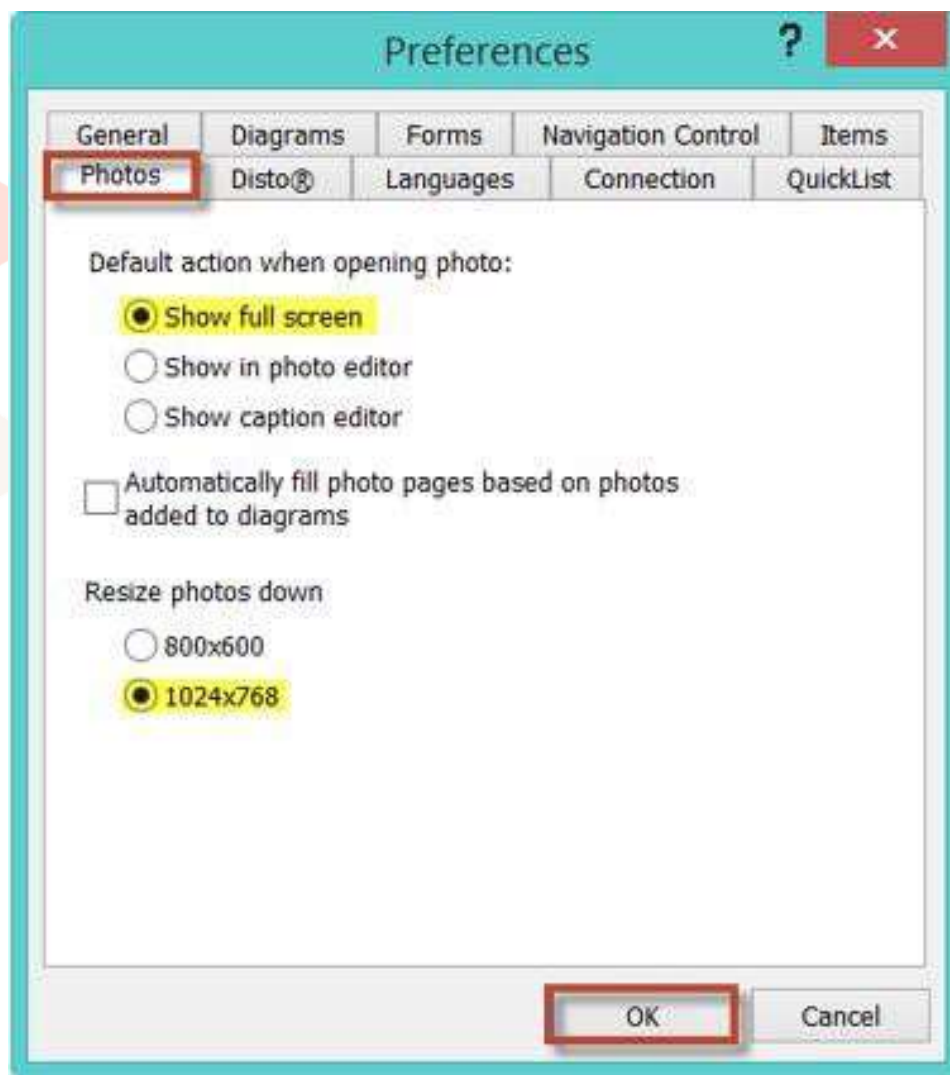 Preferences ?
General Diagrams Forms Navigation Control Items
Photos Disto® Languages Connection QuickList
Default action when opening photo:
Show full screen
Show in photo editor
Show caption editor
Automatically fill photo pages based on photos
added to diagrams
Resize photos down
800x600
1024x768
OK Cancel